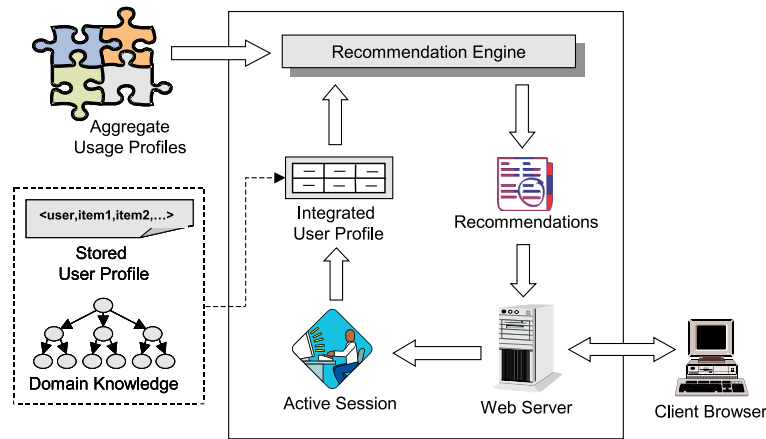 Recommendation Engine
Aggregate
Usage Profiles
<user,item1,item2,...>
Stored
User Profile
Domain Knowledge
Integrated
User Profile
Recommendations
Active Session
Web Server
Client Browser